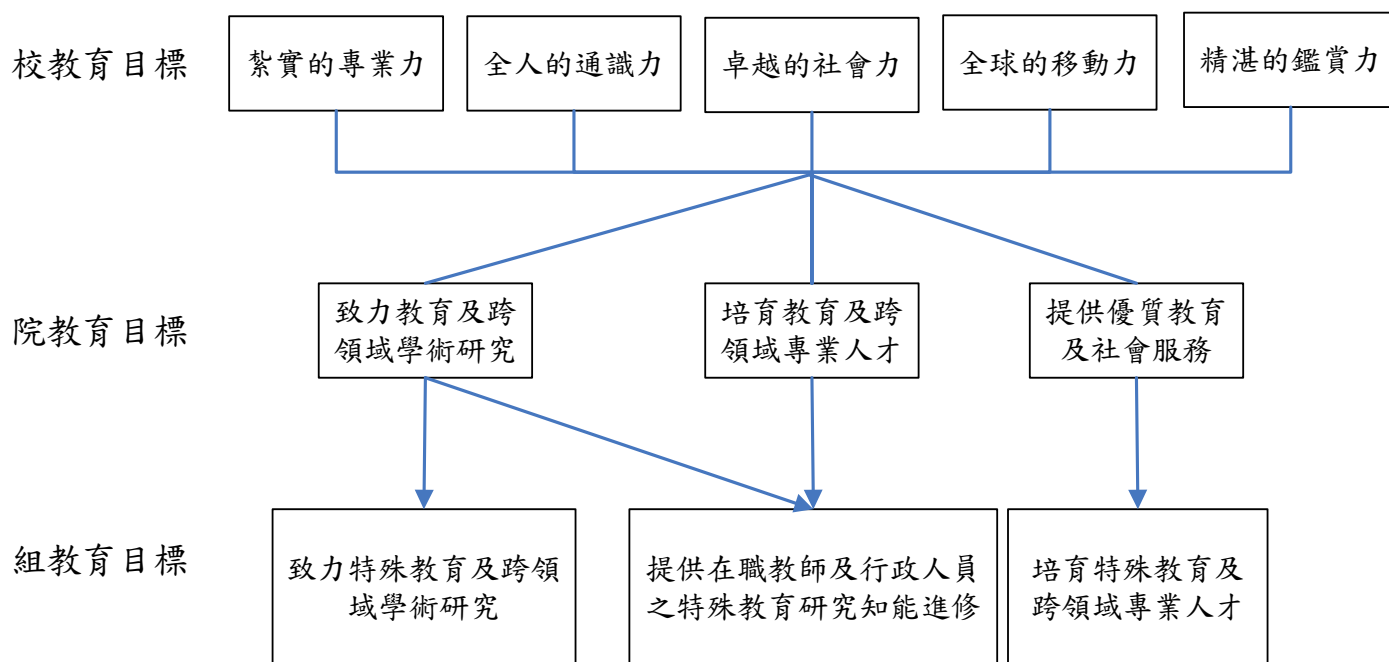 校教育目標
紮實的專業力
全人的通識力
卓越的社會力
全球的移動力
精湛的鑑賞力
院教育目標
致力教育及跨
領域學術研究
培育教育及跨
領域專業人才
提供優質教育
及社會服務
組教育目標
致力特殊教育及跨領
域學術研究
提供在職教師及行政人員
之特殊教育研究知能進修
培育特殊教育及
跨領域專業人才